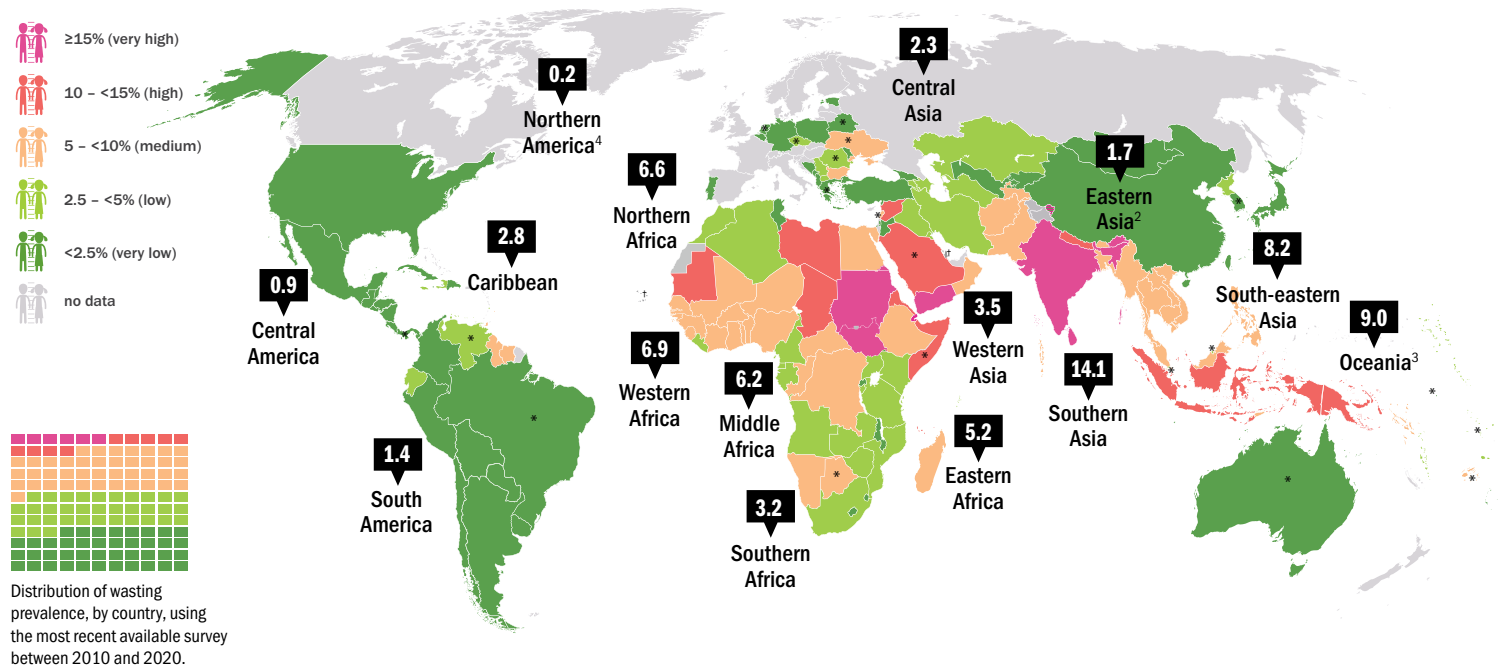 ≥15% (very high)
10 – <15% (high)
5 – <10% (medium)
2.5 – <5% (low)
<2.5% (very low)
no data
0.2
Northern
America4
2.3
Central
Asia
1.7
Eastern
Asia2
6.6
Northern
Africa
2.8
Caribbean
0.9
Central
America
8.2
South-eastern
Asia
9.0
Oceania3
3.5
Western
Asia
6.9
Western
Africa
6.2
Middle
Africa
14.1
Southern
Asia
5.2
Eastern
Africa
1.4
South
America
3.2
Southern
Africa
Distribution of wasting
prevalence, by country, using
the most recent available survey
between 2010 and 2020.